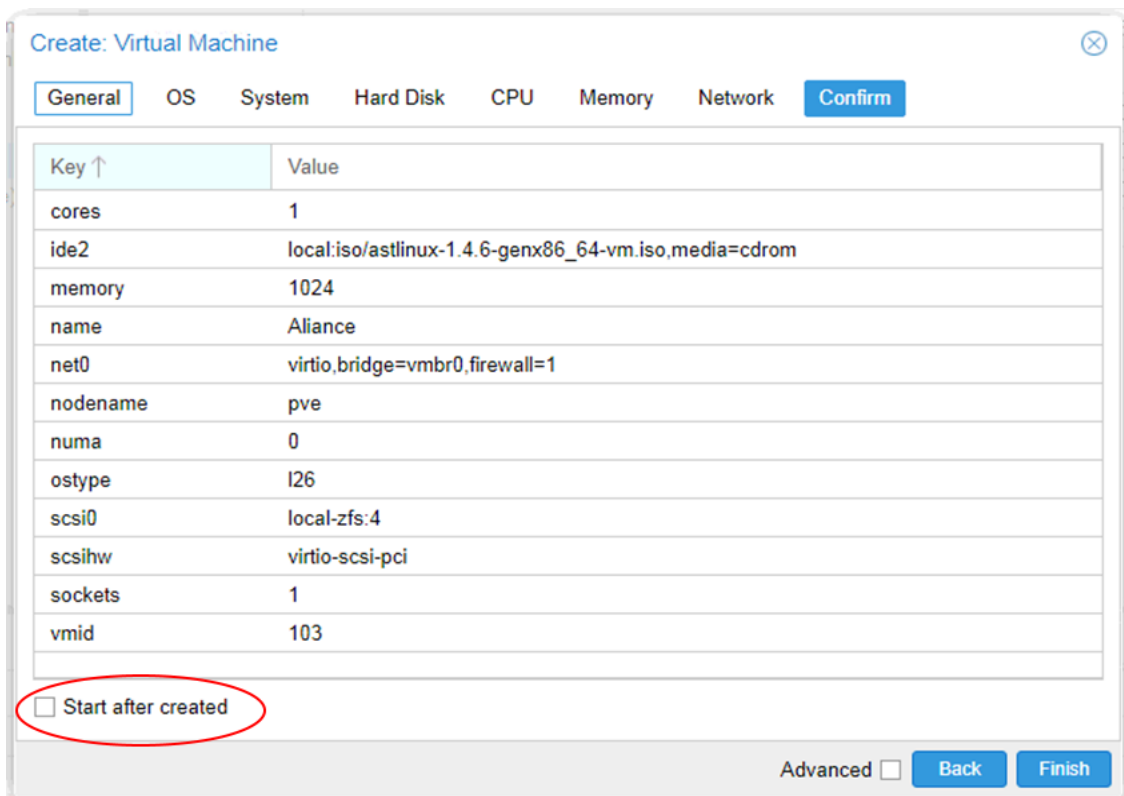 Create: Virtual Machine
General OS System Hard Disk CPU Memory Network Confirm
Key Value
cores 1
ide2 local:iso/astlinux-1.4.6-genx86_64-vm.iso,media=cdrom
memory 1024
name Aliance
net0 virtio,bridge=vmbr0,firewall=1
nodename pve
numa 0
ostype l26
scsi0 local-zfs:4
scsihw virtio-scsi-pci
sockets 1
vmid 103
Start after created
Advanced Back Finish